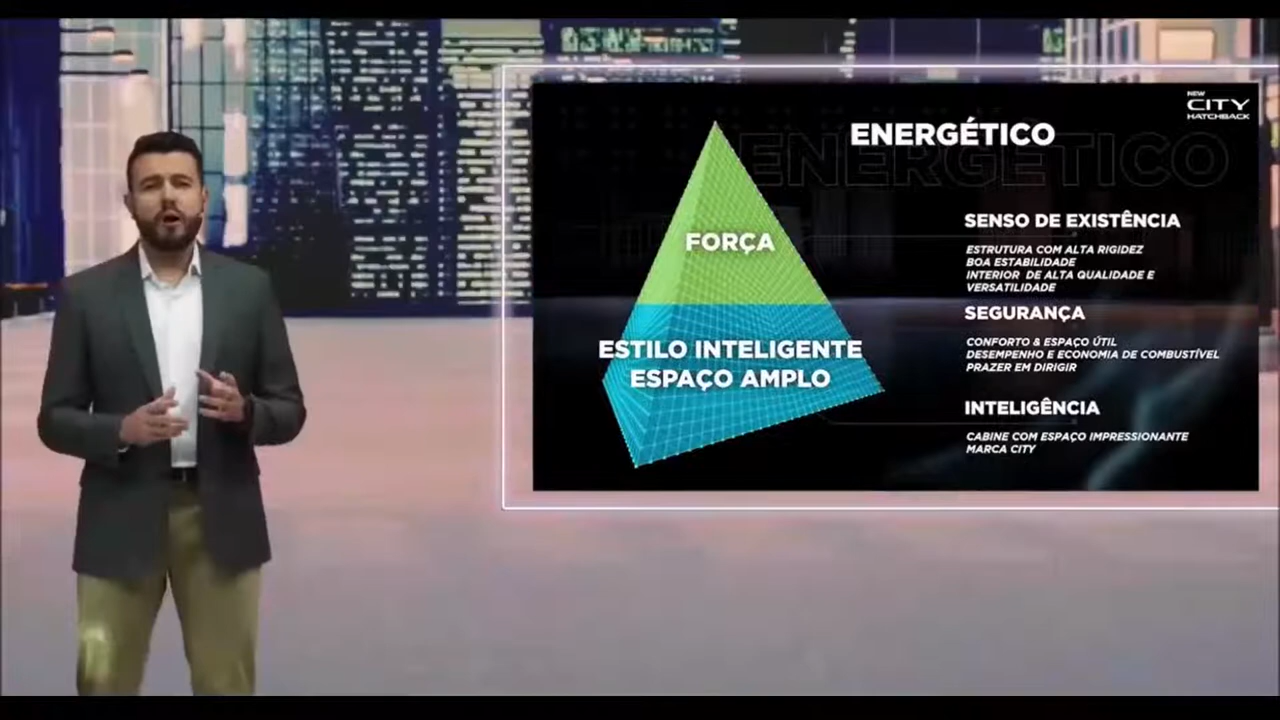 NEW
CITY
HATCHBACK
ENERGÉTICO
ENERGÉTICO
FORÇA
ESTILO INTELIGENTE
ESPAÇO AMPLO
SENSO DE EXISTÊNCIA
ESTRUTURA COM ALTA RIGIDEZ
BOA ESTABILIDADE
INTERIOR DE ALTA QUALIDADE E
VERSATILIDADE
SEGURANÇA
CONFORTO & ESPAÇO ÚTIL
DESEMPENHO E ECONOMIA DE COMBUSTÍVEL
PRAZER EM DIRIGIR
INTELIGÊNCIA
CABINE COM ESPAÇO IMPRESSIONANTE
MARCA CITY